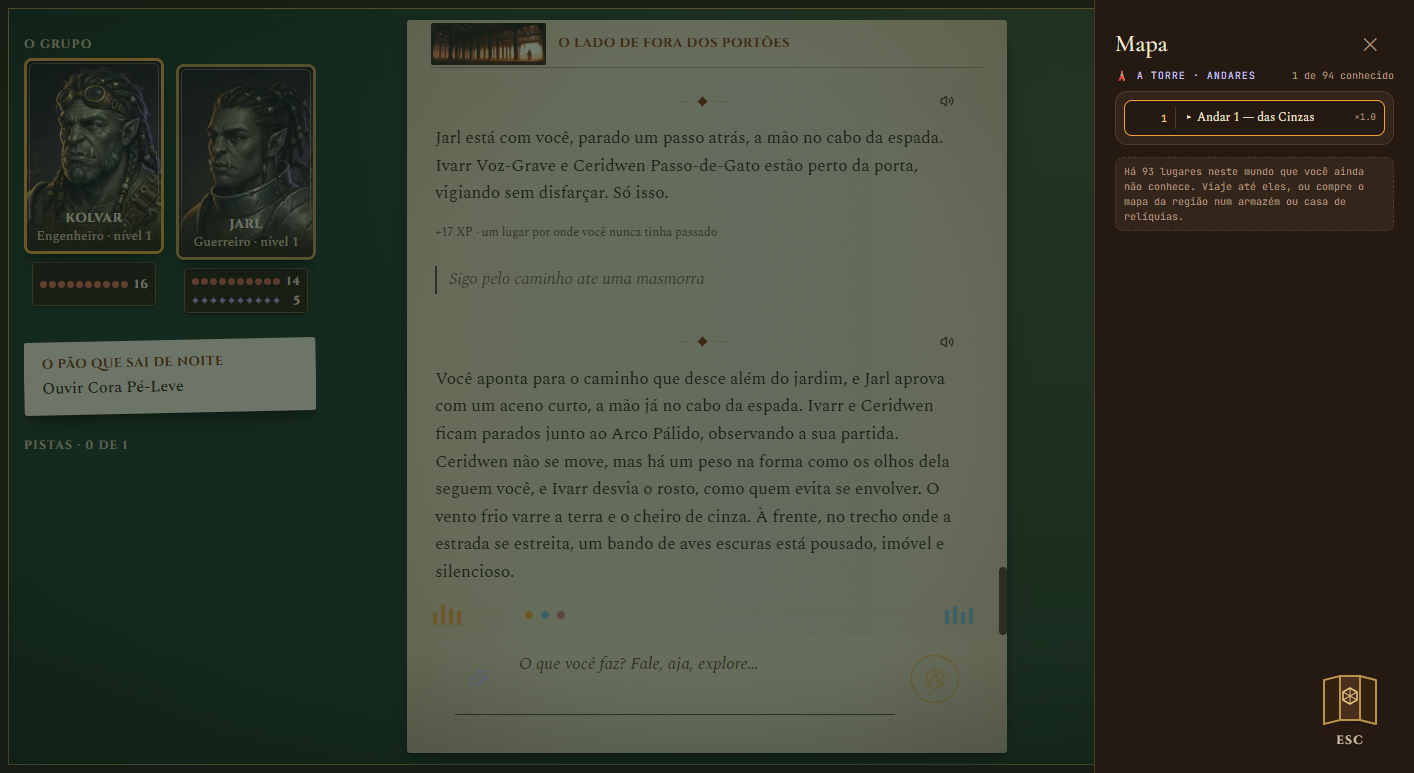 O GRUPO
KOLVAR
Engenheiro · nível 1
16
JARL
Guerreiro · nível 1
14
5
O PÃO QUE SAI DE NOITE
Ouvir Cora Pé-Leve
PISTAS · 0 DE 1
O LADO DE FORA DOS PORTÕES
Jarl está com você, parado um passo atrás, a mão no cabo da espada.
Ivarr Voz-Grave e Ceridwen Passo-de-Gato estão perto da porta,
vigiando sem disfarçar. Só isso.
+17 XP · um lugar por onde você nunca tinha passado
Sigo pelo caminho ate uma masmorra
Você aponta para o caminho que desce além do jardim, e Jarl aprova
com um aceno curto, a mão já no cabo da espada. Ivarr e Ceridwen
ficam parados junto ao Arco Pálido, observando a sua partida.
Ceridwen não se move, mas há um peso na forma como os olhos dela
seguem você, e Ivarr desvia o rosto, como quem evita se envolver. O
vento frio varre a terra e o cheiro de cinza. À frente, no trecho onde a
estrada se estreita, um bando de aves escuras está pousado, imóvel e
silencioso.
O que você faz? Fale, aja, explore...
Mapa
A TORRE · ANDARES
1 de 94 conhecido
1
Andar 1 — das Cinzas
×1.0
Há 93 lugares neste mundo que você ainda
não conhece. Viaje até eles, ou compre o
mapa da região num armazém ou casa de
relíquias.
ESC